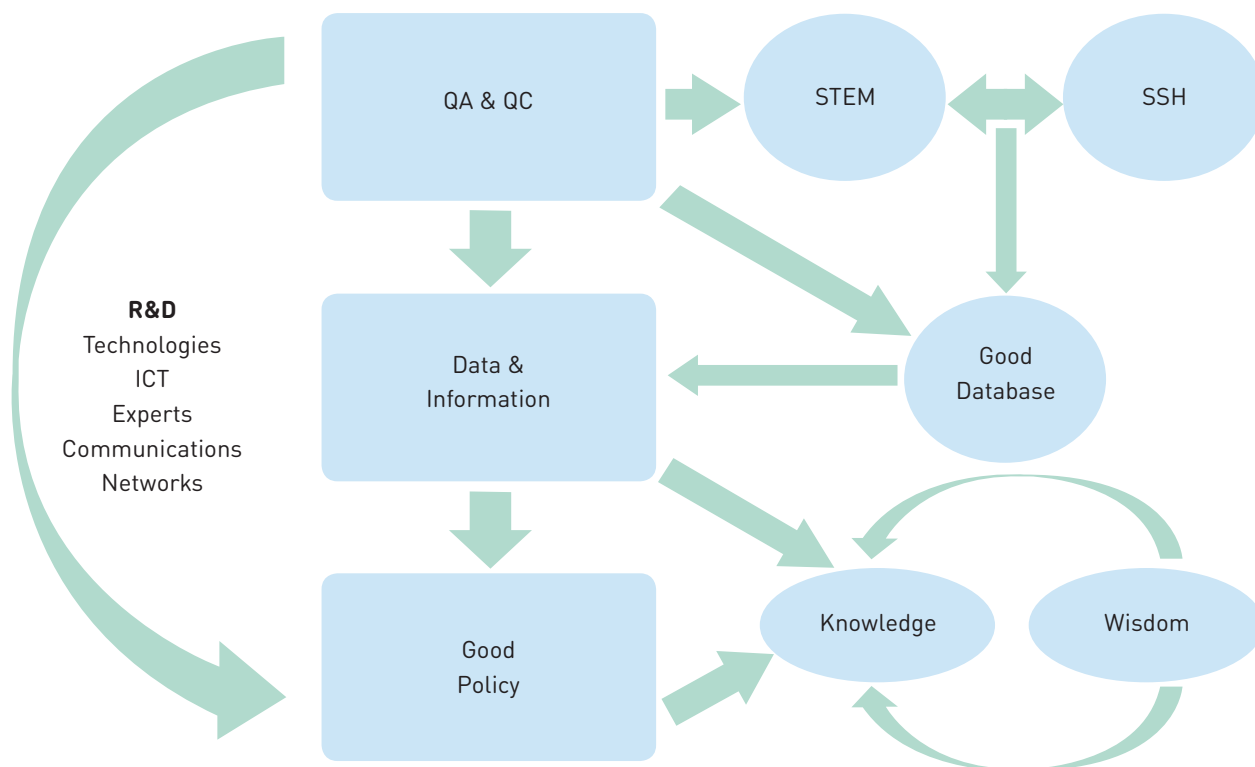 QA & QC
STEM
SSH
R&D
Technologies
ICT
Experts
Communications
Networks
Data &
Information
Good
Database
Good
Policy
Knowledge
Wisdom